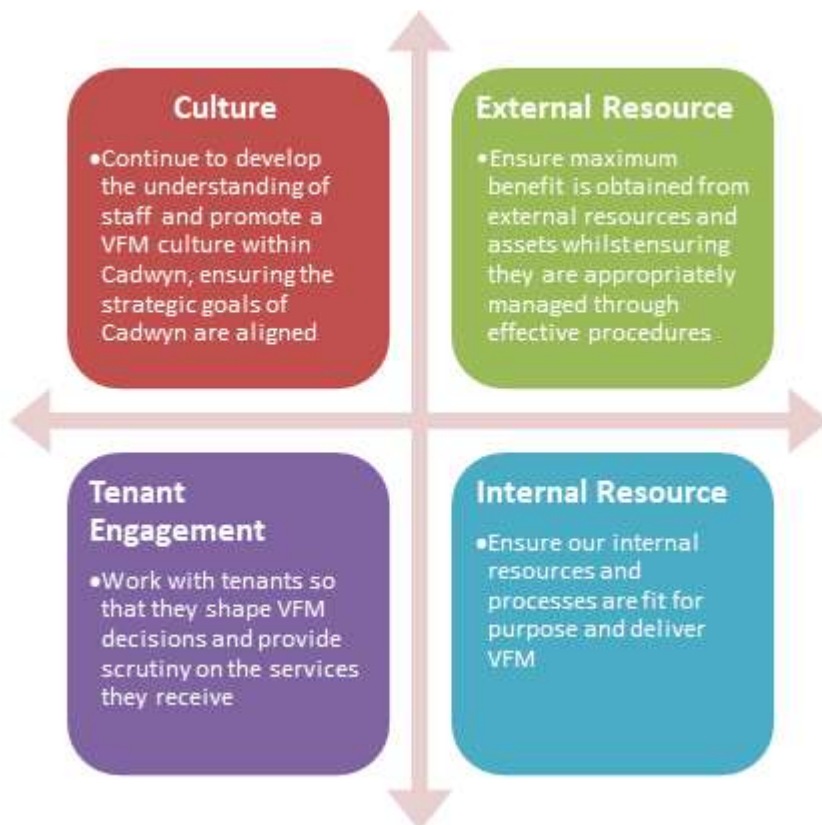 Culture
•Continue to develop
the understanding of
staff and promote a
VFM culture within
Cadwyn, ensuring the
strategic goals of
Cadwyn are aligned
External Resource
•Ensure maximum
benefit is obtained from
external resources and
assets whilst ensuring
they are appropriately
managed through
effective procedures
Tenant
Engagement
•Work with tenants so
that they shape VFM
decisions and provide
scrutiny on the services
they receive
Internal Resource
•Ensure our internal
resources and
processes are fit for
purpose and deliver
VFM